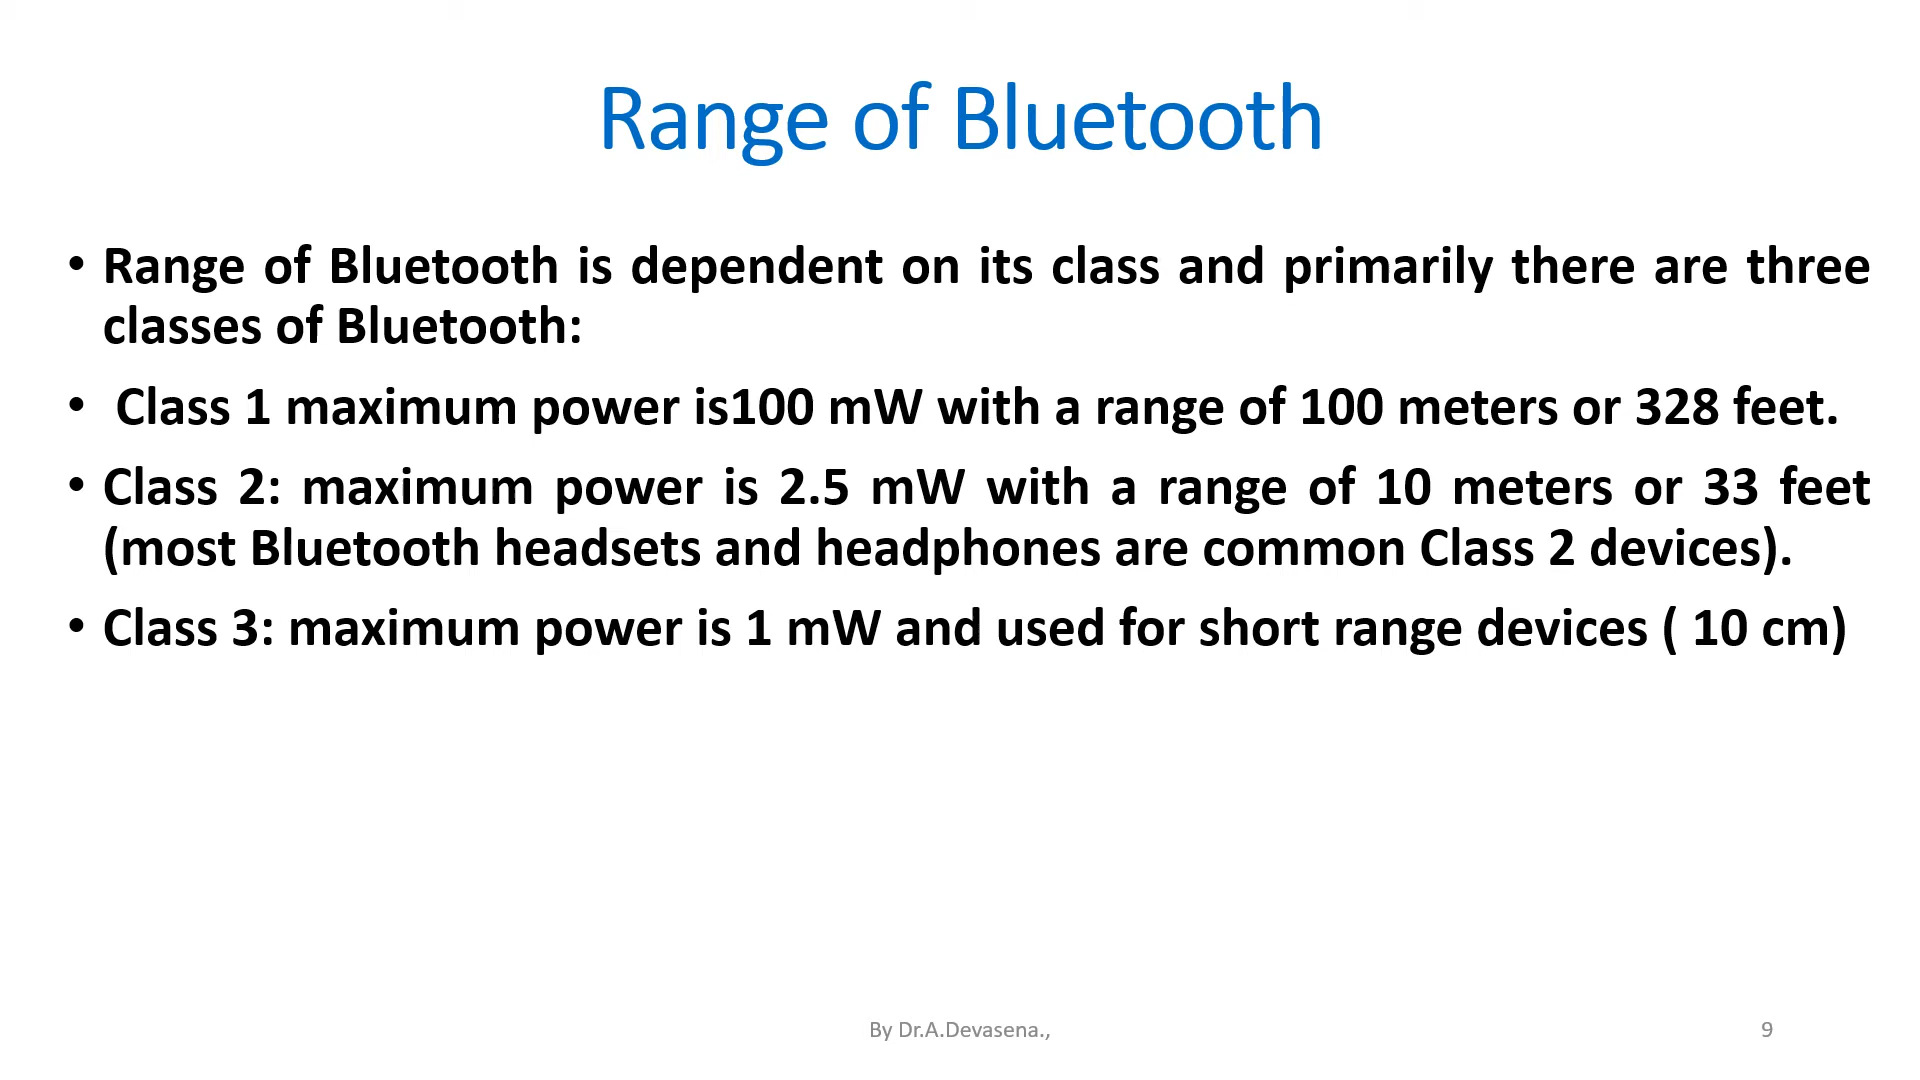 Range of Bluetooth
• Range of Bluetooth is dependent on its class and primarily there are three
classes of Bluetooth:
• Class 1 maximum power is100 mW with a range of 100 meters or 328 feet.
• Class 2: maximum power is 2.5 mW with a range of 10 meters or 33 feet
(most Bluetooth headsets and headphones are common Class 2 devices).
• Class 3: maximum power is 1 mW and used for short range devices ( 10 cm)
By Dr.A.Devasena.,
9